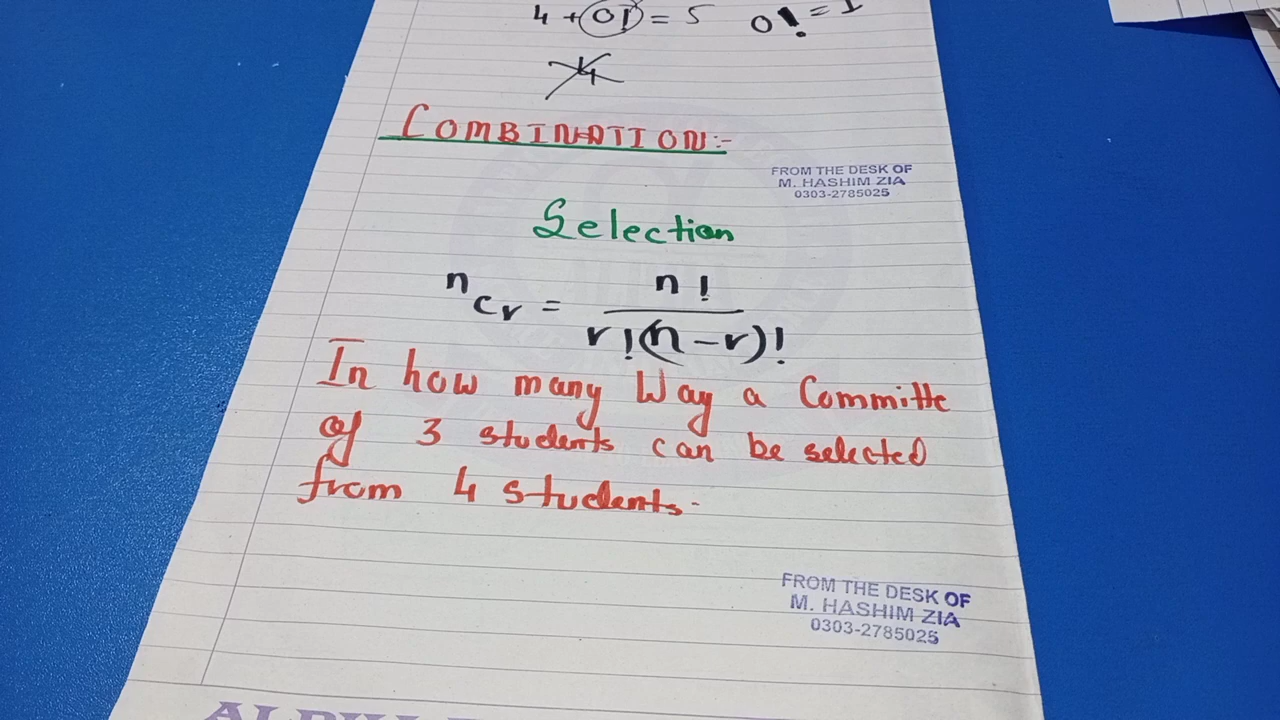 4 + 0! = 5 0! = 1
COMBINATION:-
FROM THE DESK OF
M. HASHIM ZIA
0303-2785025
Selection
nCr = n! / r!(n-r)!
In how many Way a Committe
of 3 students can be selected
from 4 students.
FROM THE DESK OF
M. HASHIM ZIA
0303-2785025